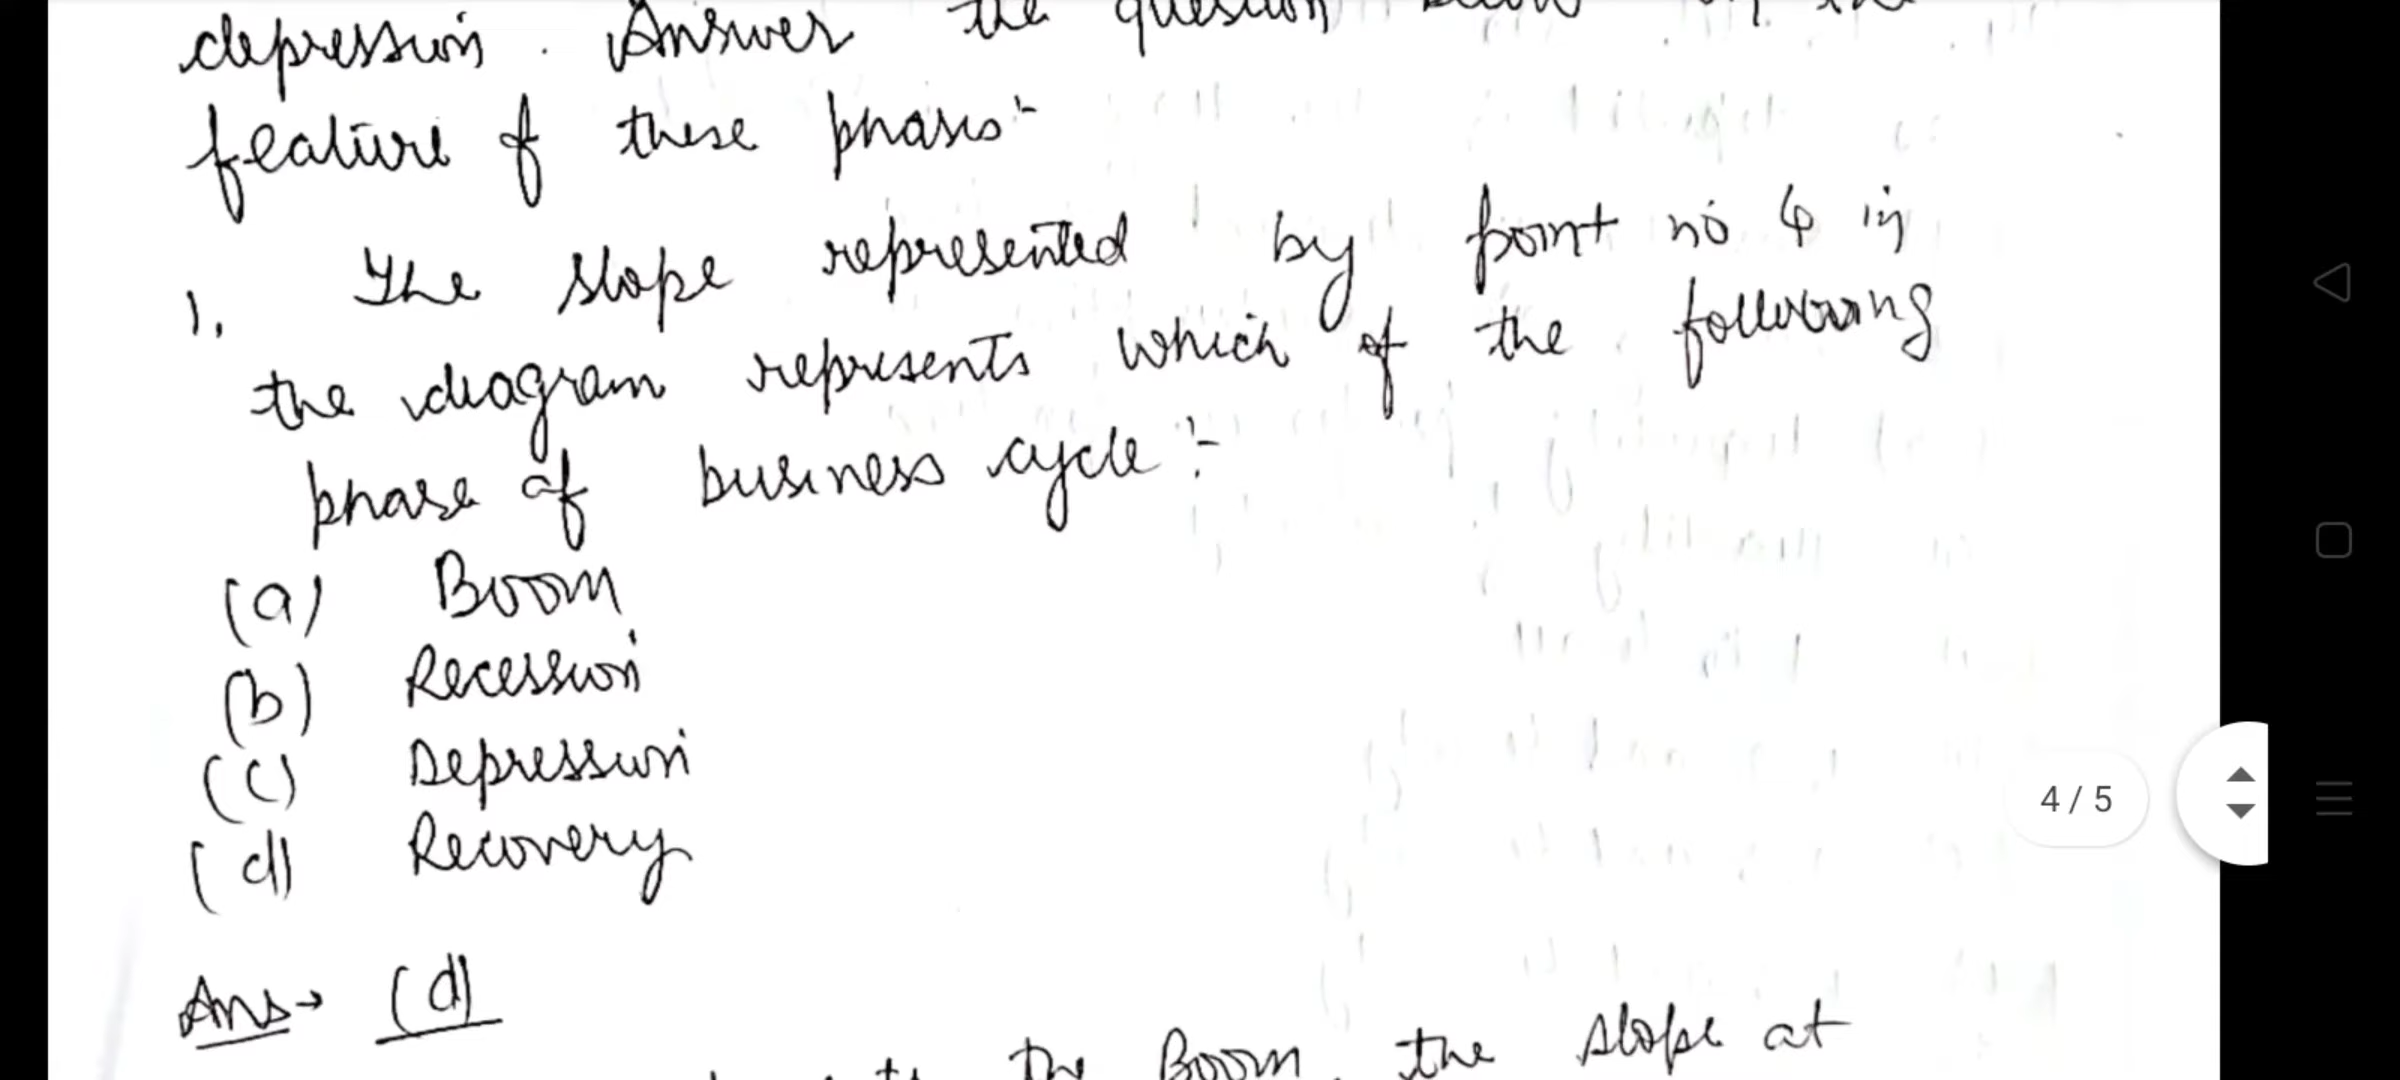 depression. Answer the question
feature of these phases:-
1. The slope represented by point no 4 in
the diagram represents which of the following
phase of business cycle :-
(a) Boom
(b) Recession
(c) Depression
(d) Recovery
4 / 5
Ans→ (d)
the Boom, the slope at